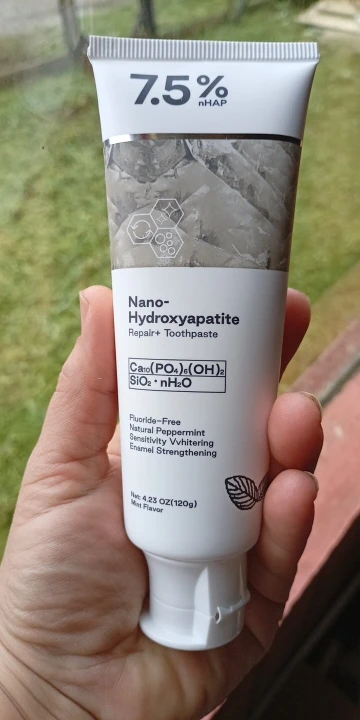 7.5%
nHAP
Nano-
Hydroxyapatite
Repair+ Toothpaste
Ca₁₀(PO₄)₆(OH)₂
SiO₂ • nH₂O
Fluoride-Free
Natural Peppermint
Sensitivity Vvhitering
Enamel Strengthening
Net: 4.23 OZ(120g)
Mint Flavor